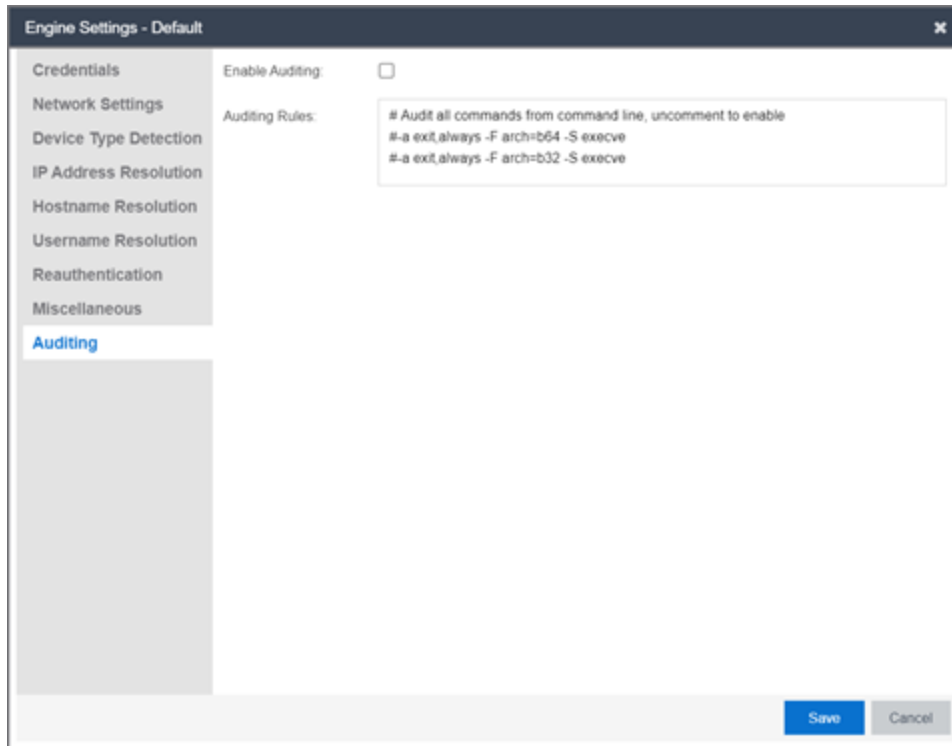 Engine Settings - Default
Credentials
Network Settings
Device Type Detection
IP Address Resolution
Hostname Resolution
Username Resolution
Reauthentication
Miscellaneous
Auditing
Enable Auditing:
Auditing Rules:
# Audit all commands from command line, uncomment to enable
#-a exit,always -F arch=b64 -S execve
#-a exit,always -F arch=b32 -S execve
Save
Cancel